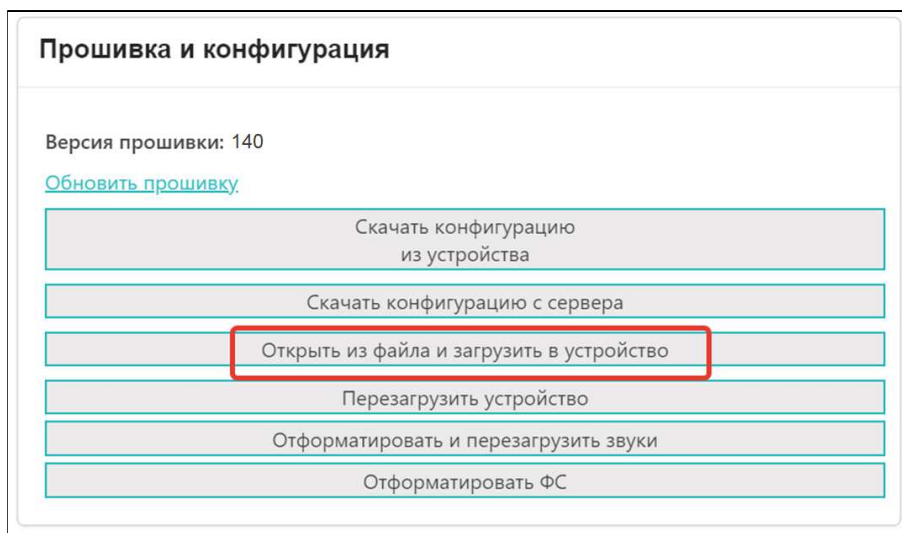 Прошивка и конфигурация
Версия прошивки: 140
Обновить прошивку
Скачать конфигурацию
из устройства
Скачать конфигурацию с сервера
Открыть из файла и загрузить в устройство
Перезагрузить устройство
Отформатировать и перезагрузить звуки
Отформатировать ФС